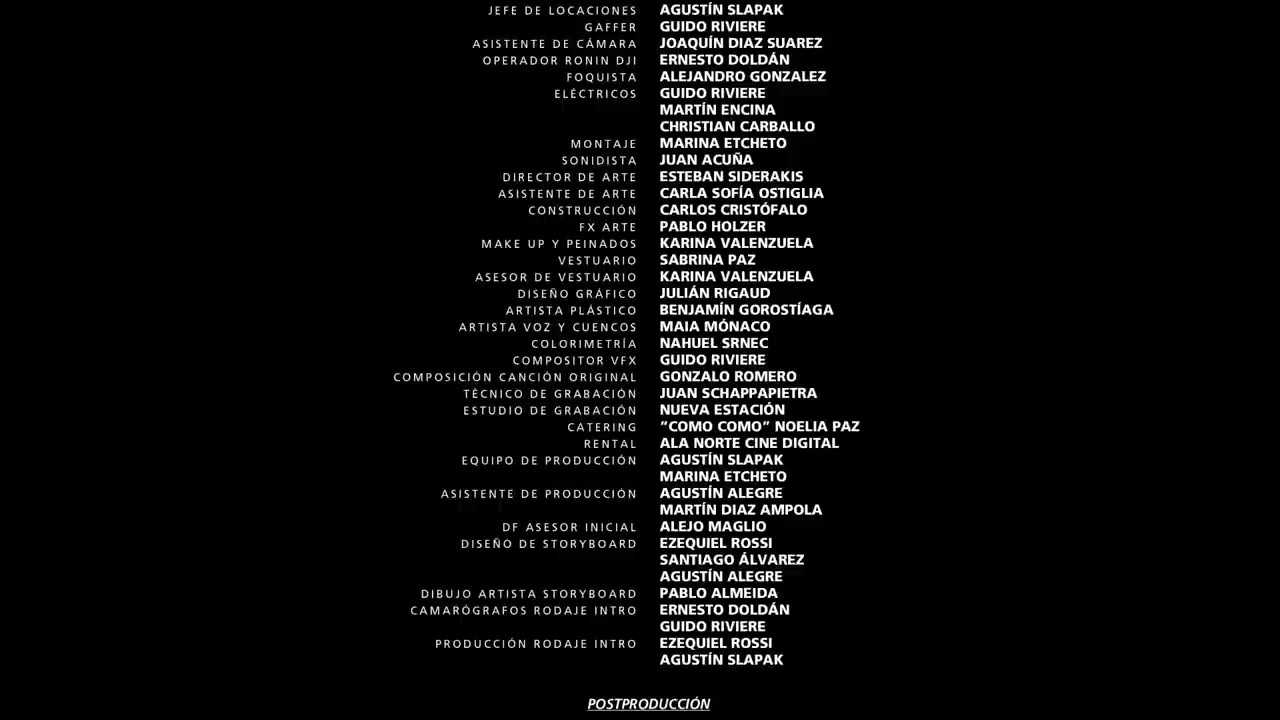 JEFE DE LOCACIONES AGUSTÍN SLAPAK
GAFFER GUIDO RIVIERE
ASISTENTE DE CÁMARA JOAQUÍN DIAZ SUAREZ
OPERADOR RONIN DJI ERNESTO DOLDÁN
FOQUISTA ALEJANDRO GONZALEZ
ELÉCTRICOS GUIDO RIVIERE
MARTÍN ENCINA
CHRISTIAN CARBALLO
MONTAJE MARINA ETCHETO
SONIDISTA JUAN ACUÑA
DIRECTOR DE ARTE ESTEBAN SIDERAKIS
ASISTENTE DE ARTE CARLA SOFÍA OSTIGLIA
CONSTRUCCIÓN CARLOS CRISTÓFALO
FX ARTE PABLO HOLZER
MAKE UP Y PEINADOS KARINA VALENZUELA
VESTUARIO SABRINA PAZ
ASESOR DE VESTUARIO KARINA VALENZUELA
DISEÑO GRÁFICO JULIÁN RIGAUD
ARTISTA PLÁSTICO BENJAMÍN GOROSTÍAGA
ARTISTA VOZ Y CUENCOS MAIA MÓNACO
COLORIMETRÍA NAHUEL SRNEC
COMPOSITOR VFX GUIDO RIVIERE
COMPOSICIÓN CANCIÓN ORIGINAL GONZALO ROMERO
TÉCNICO DE GRABACIÓN JUAN SCHAPPAPIETRA
ESTUDIO DE GRABACIÓN NUEVA ESTACIÓN
CATERING “COMO COMO” NOELIA PAZ
RENTAL ALA NORTE CINE DIGITAL
EQUIPO DE PRODUCCIÓN AGUSTÍN SLAPAK
MARINA ETCHETO
ASISTENTE DE PRODUCCIÓN AGUSTÍN ALEGRE
MARTÍN DIAZ AMPOLA
DF ASESOR INICIAL ALEJO MAGLIO
DISEÑO DE STORYBOARD EZEQUIEL ROSSI
SANTIAGO ÁLVAREZ
AGUSTÍN ALEGRE
DIBUJO ARTISTA STORYBOARD PABLO ALMEIDA
CAMARÓGRAFOS RODAJE INTRO ERNESTO DOLDÁN
GUIDO RIVIERE
PRODUCCIÓN RODAJE INTRO EZEQUIEL ROSSI
AGUSTÍN SLAPAK
POSTPRODUCCIÓN